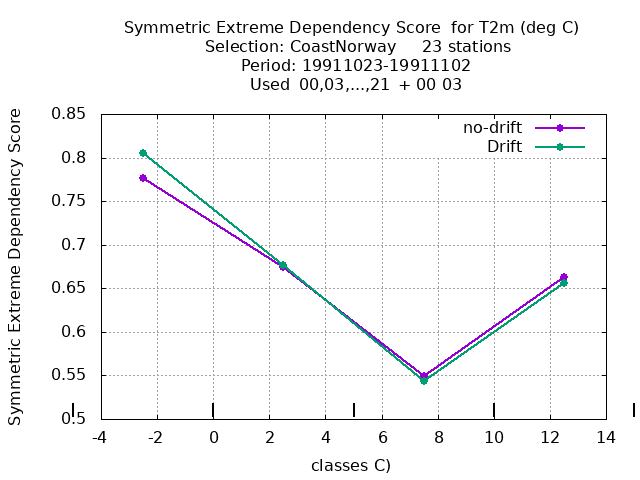 Symmetric Extreme Dependency Score for T2m (deg C)
Selection: CoastNorway 23 stations
Period: 19911023-19911102
Used 00,03,...,21 + 00 03
Symmetric Extreme Dependency Score
0.85
0.8
0.75
0.7
0.65
0.6
0.55
0.5
no-drift
Drift
-4 -2 0 2 4 6 8 10 12 14
classes C)